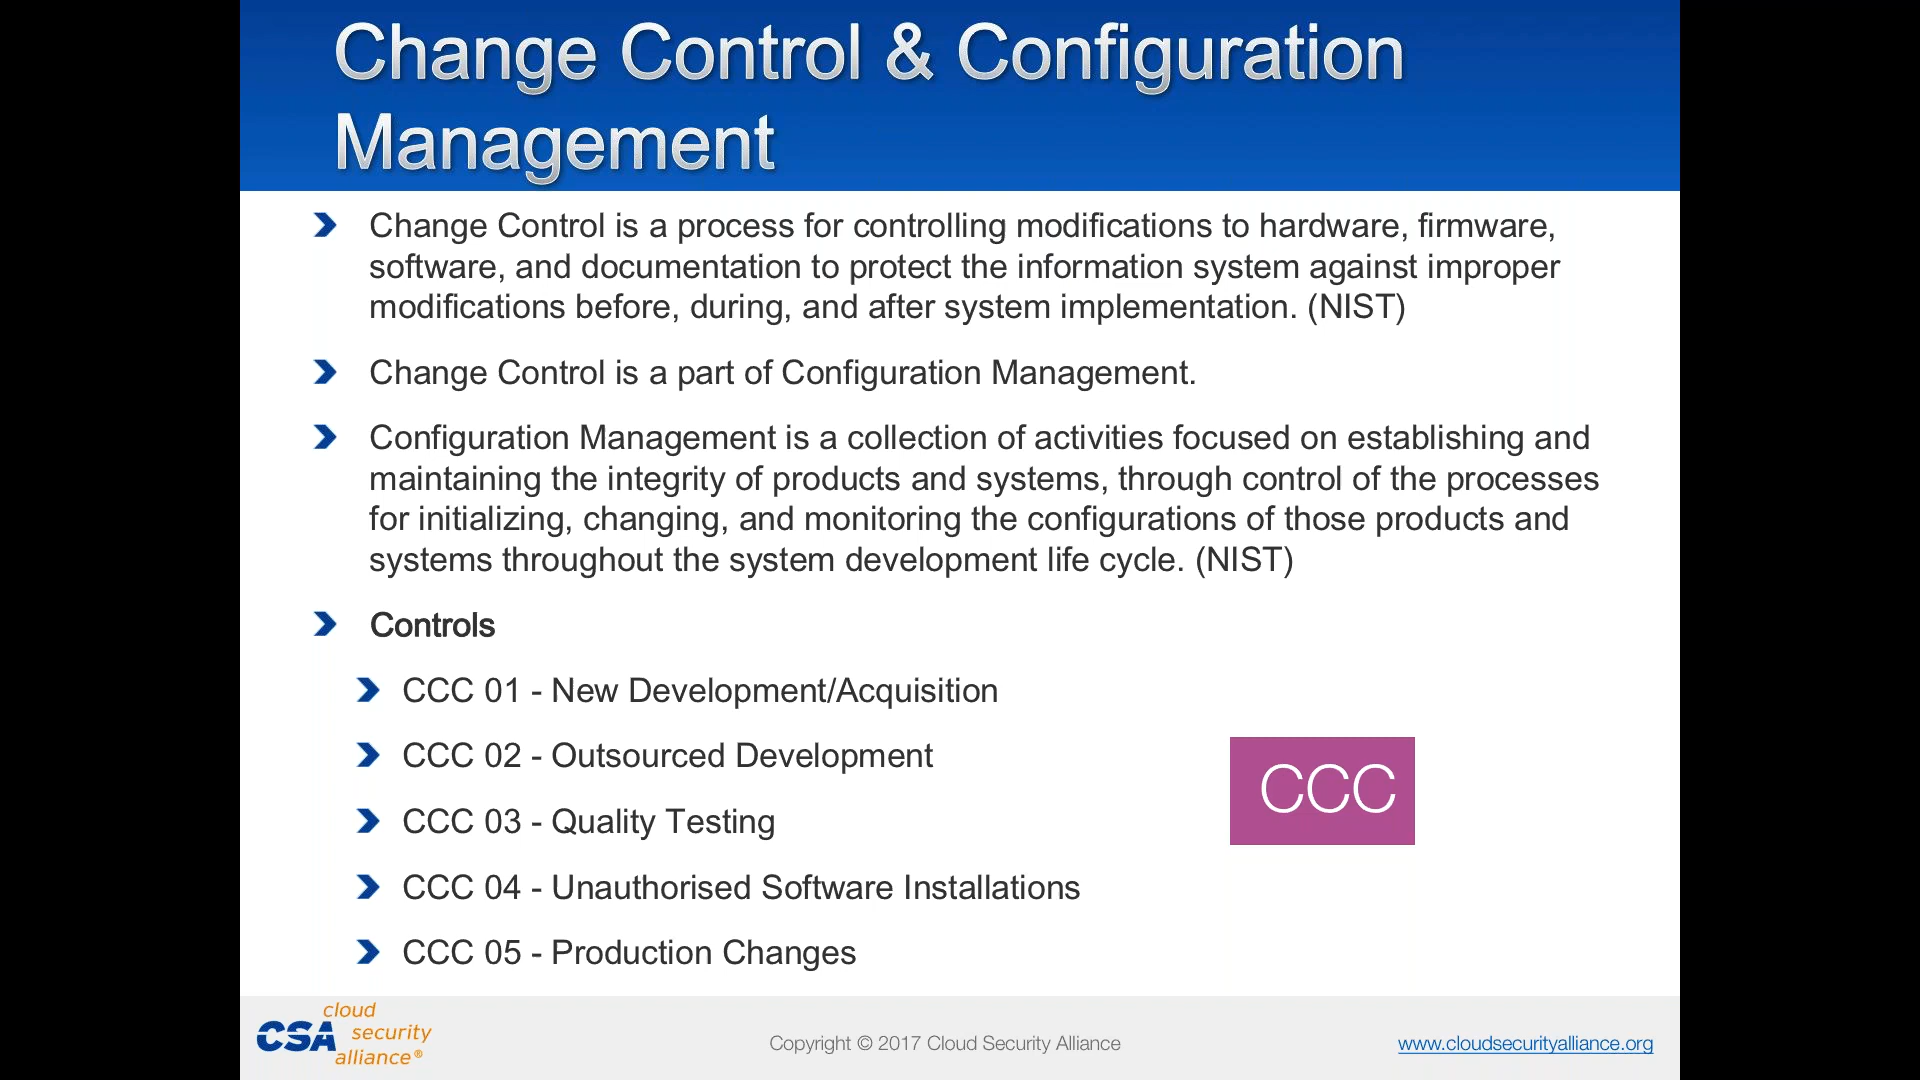 Change Control & Configuration
Management
Change Control is a process for controlling modifications to hardware, firmware,
software, and documentation to protect the information system against improper
modifications before, during, and after system implementation. (NIST)
Change Control is a part of Configuration Management.
Configuration Management is a collection of activities focused on establishing and
maintaining the integrity of products and systems, through control of the processes
for initializing, changing, and monitoring the configurations of those products and
systems throughout the system development life cycle. (NIST)
Controls
CCC 01 - New Development/Acquisition
CCC 02 - Outsourced Development
CCC 03 - Quality Testing
CCC 04 - Unauthorised Software Installations
CCC 05 - Production Changes
CCC
CSA cloud
security
alliance®
Copyright © 2017 Cloud Security Alliance
www.cloudsecurityalliance.org